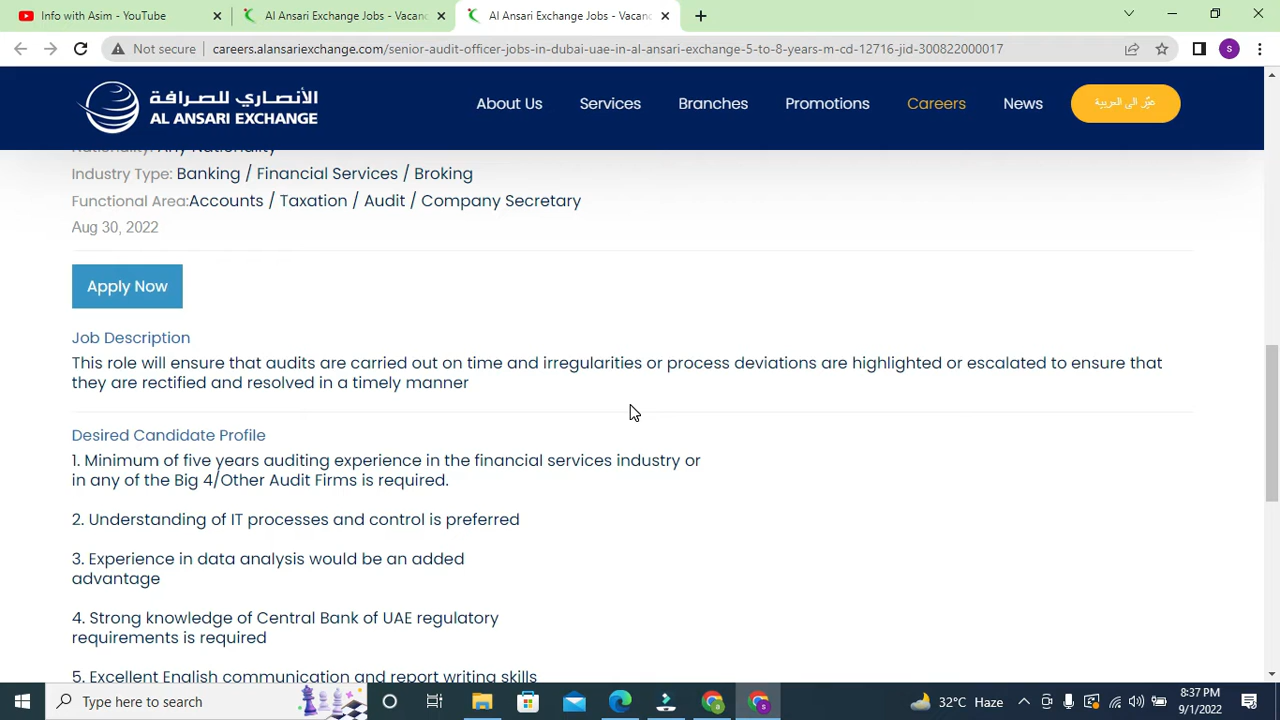 Info with Asim - YouTube
Al Ansari Exchange Jobs - Vacanc
Al Ansari Exchange Jobs - Vacanc
Not secure
careers.alansariexchange.com/senior-audit-officer-jobs-in-dubai-uae-in-al-ansari-exchange-5-to-8-years-m-cd-12716-jid-300822000017
S
الأنصاري للصرافة
AL ANSARI EXCHANGE
About Us
Services
Branches
Promotions
Careers
News
غيّر الى العربية
Nationality: Any Nationality
Industry Type: Banking / Financial Services / Broking
Functional Area:Accounts / Taxation / Audit / Company Secretary
Aug 30, 2022
Apply Now
Job Description
This role will ensure that audits are carried out on time and irregularities or process deviations are highlighted or escalated to ensure that
they are rectified and resolved in a timely manner
Desired Candidate Profile
1. Minimum of five years auditing experience in the financial services industry or
in any of the Big 4/Other Audit Firms is required.
2. Understanding of IT processes and control is preferred
3. Experience in data analysis would be an added
advantage
4. Strong knowledge of Central Bank of UAE regulatory
requirements is required
5. Excellent English communication and report writing skills
Type here to search
32°C Haze
8:37 PM
9/1/2022